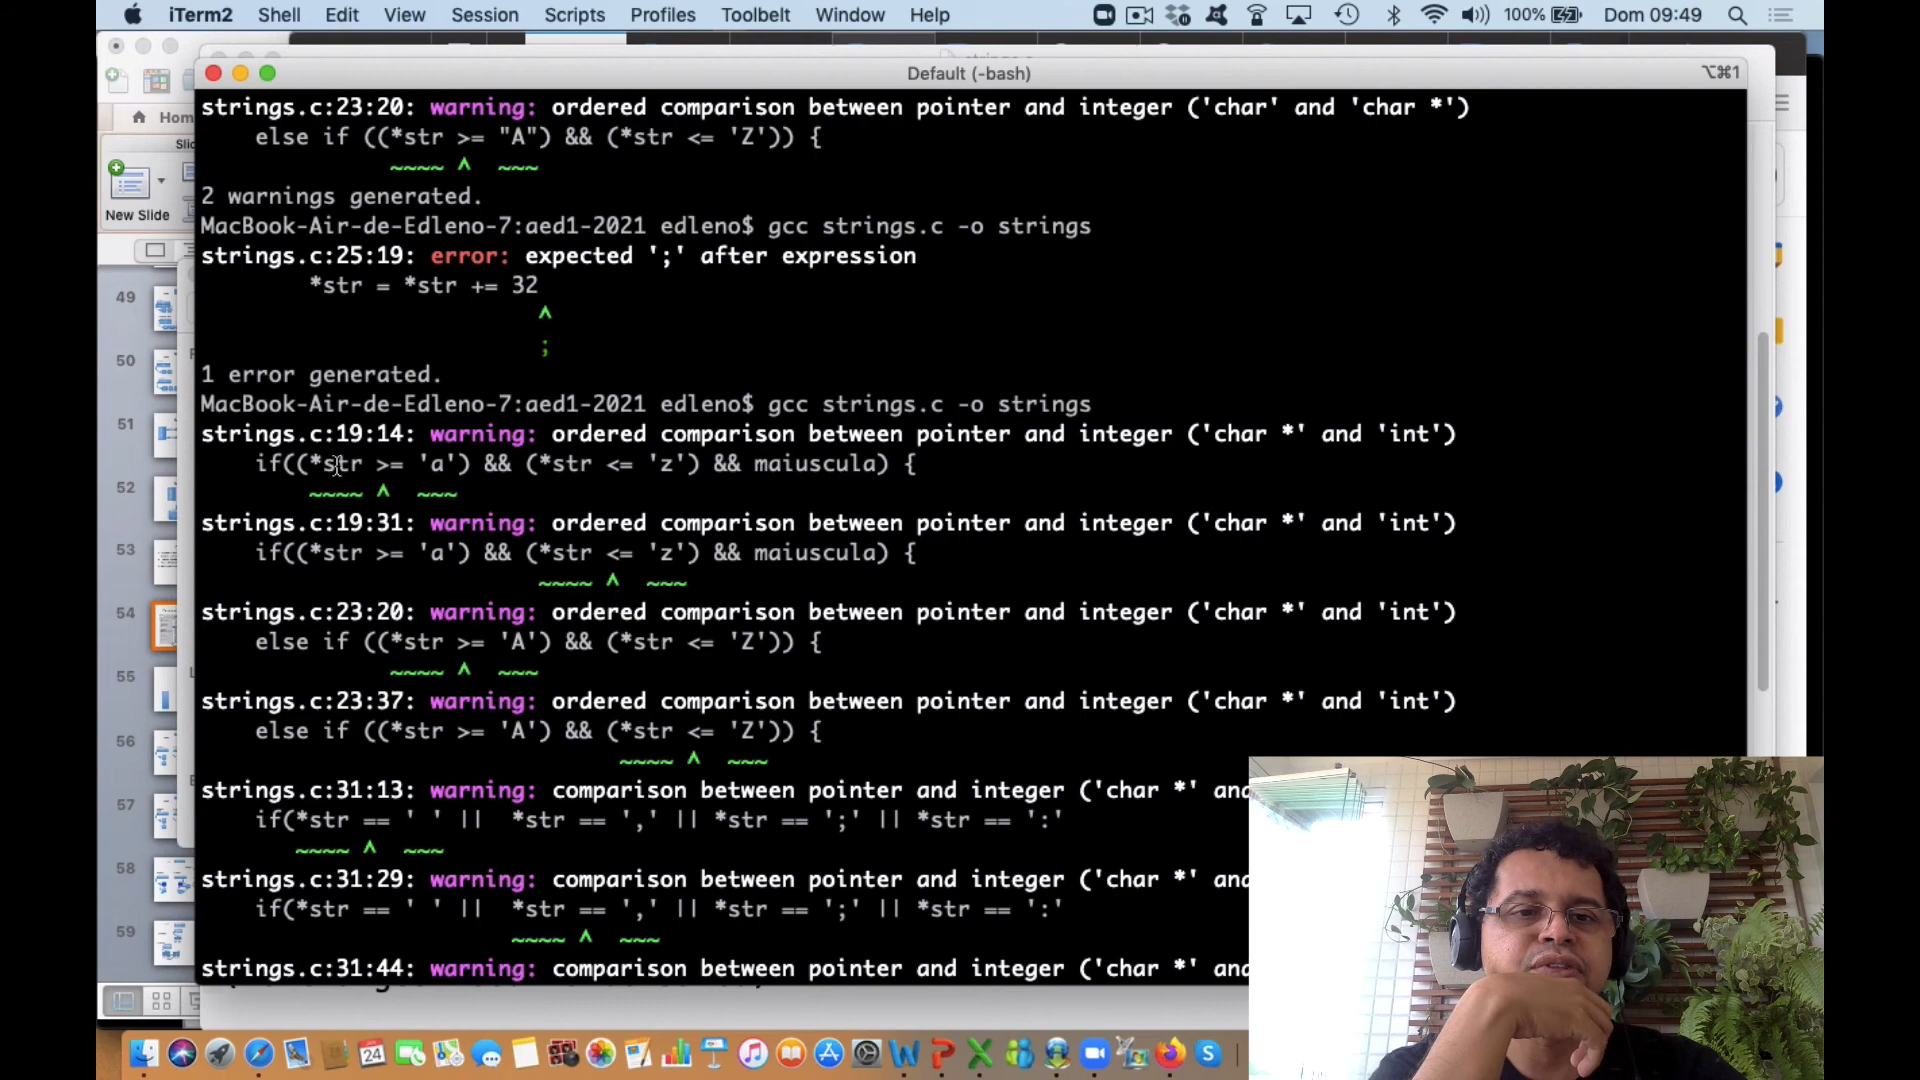 iTerm2 Shell Edit View Session Scripts Profiles Toolbelt Window Help 100% Dom 09:49
Default (-bash) ⌥⌘1
strings.c:23:20: warning: ordered comparison between pointer and integer ('char' and 'char *')
else if ((*str >= "A") && (*str <= 'Z')) {
~~~~ ^ ~~~
2 warnings generated.
MacBook-Air-de-Edleno-7:aed1-2021 edleno$ gcc strings.c -o strings
strings.c:25:19: error: expected ';' after expression
*str = *str += 32
^
;
1 error generated.
MacBook-Air-de-Edleno-7:aed1-2021 edleno$ gcc strings.c -o strings
strings.c:19:14: warning: ordered comparison between pointer and integer ('char *' and 'int')
if((*str >= 'a') && (*str <= 'z') && maiuscula) {
~~~~ ^ ~~~
strings.c:19:31: warning: ordered comparison between pointer and integer ('char *' and 'int')
if((*str >= 'a') && (*str <= 'z') && maiuscula) {
~~~~ ^ ~~~
strings.c:23:20: warning: ordered comparison between pointer and integer ('char *' and 'int')
else if ((*str >= 'A') && (*str <= 'Z')) {
~~~~ ^ ~~~
strings.c:23:37: warning: ordered comparison between pointer and integer ('char *' and 'int')
else if ((*str >= 'A') && (*str <= 'Z')) {
~~~~ ^ ~~~
strings.c:31:13: warning: comparison between pointer and integer ('char *' and
if(*str == ' ' || *str == ',' || *str == ';' || *str == ':'
~~~~ ^ ~~~
strings.c:31:29: warning: comparison between pointer and integer ('char *' and
if(*str == ' ' || *str == ',' || *str == ';' || *str == ':'
~~~~ ^ ~~~
strings.c:31:44: warning: comparison between pointer and integer ('char *' and
Hom
New Slide
49
50
51
52
53
54
55
56
57
58
59
24